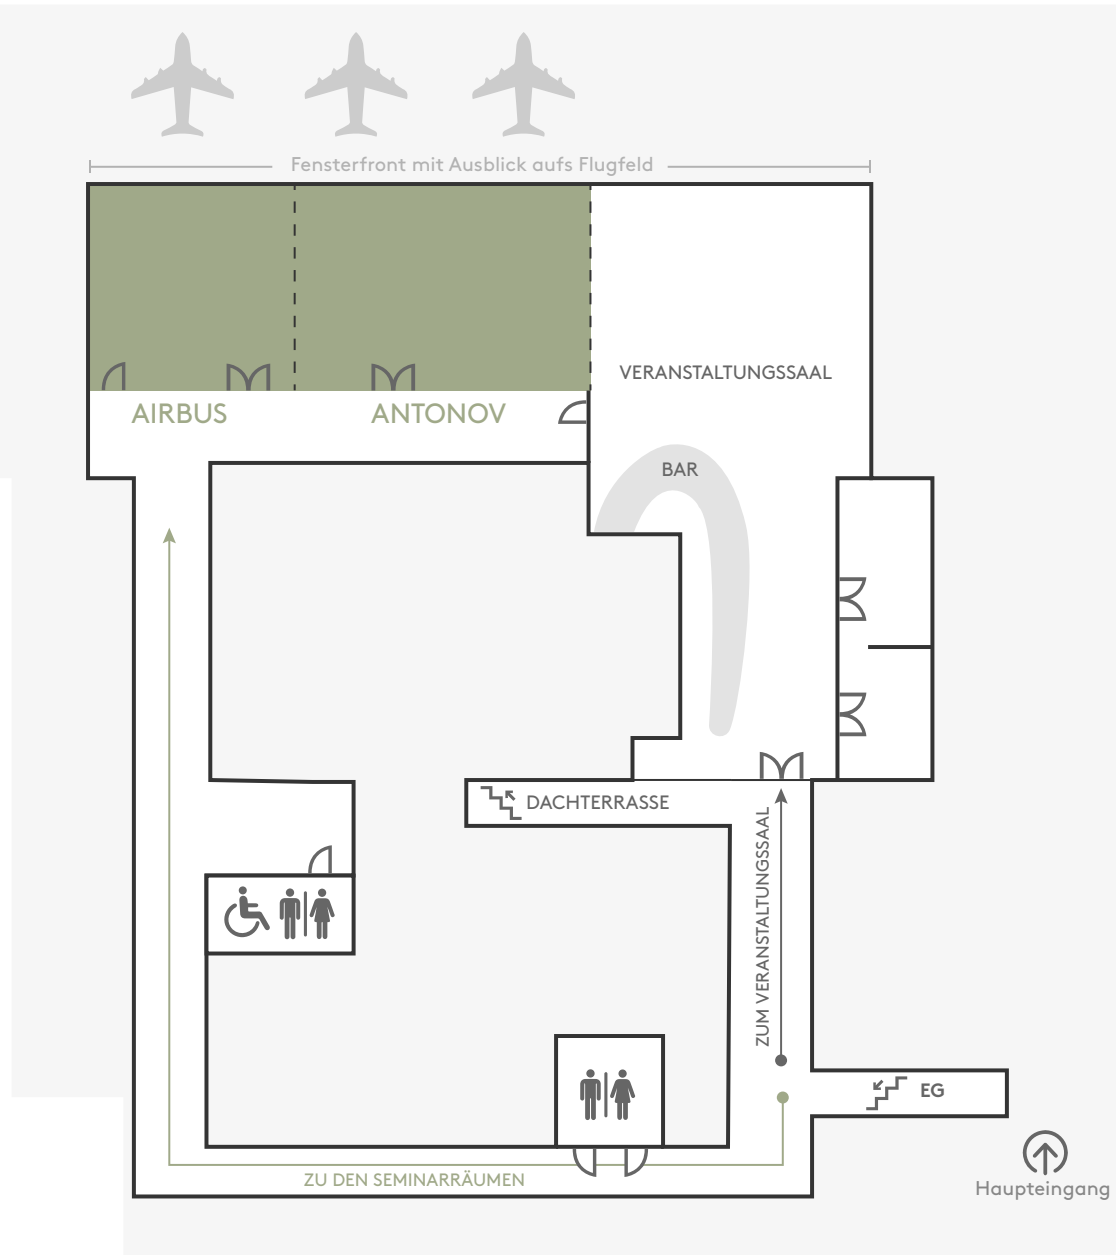 Fensterfront mit Ausblick aufs Flugfeld
VERANSTALTUNGSSAAL
AIRBUS
ANTONOV
BAR
DACHTERRASSE
ZUM VERANSTALTUNGSSAAL
EG
ZU DEN SEMINARRÄUMEN
Haupteingang